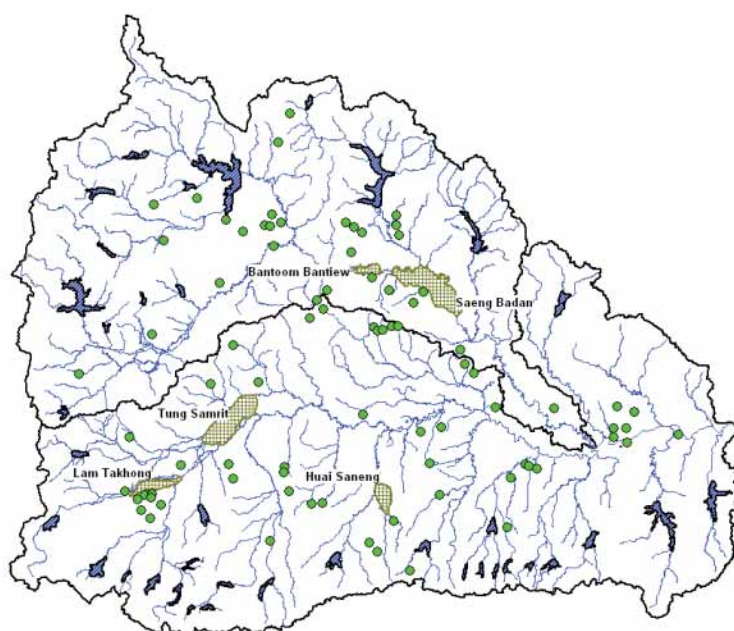 Bantoom Bantiew
Saeng Badan
Tung Samrit
Lam Takhong
Huai Saneng